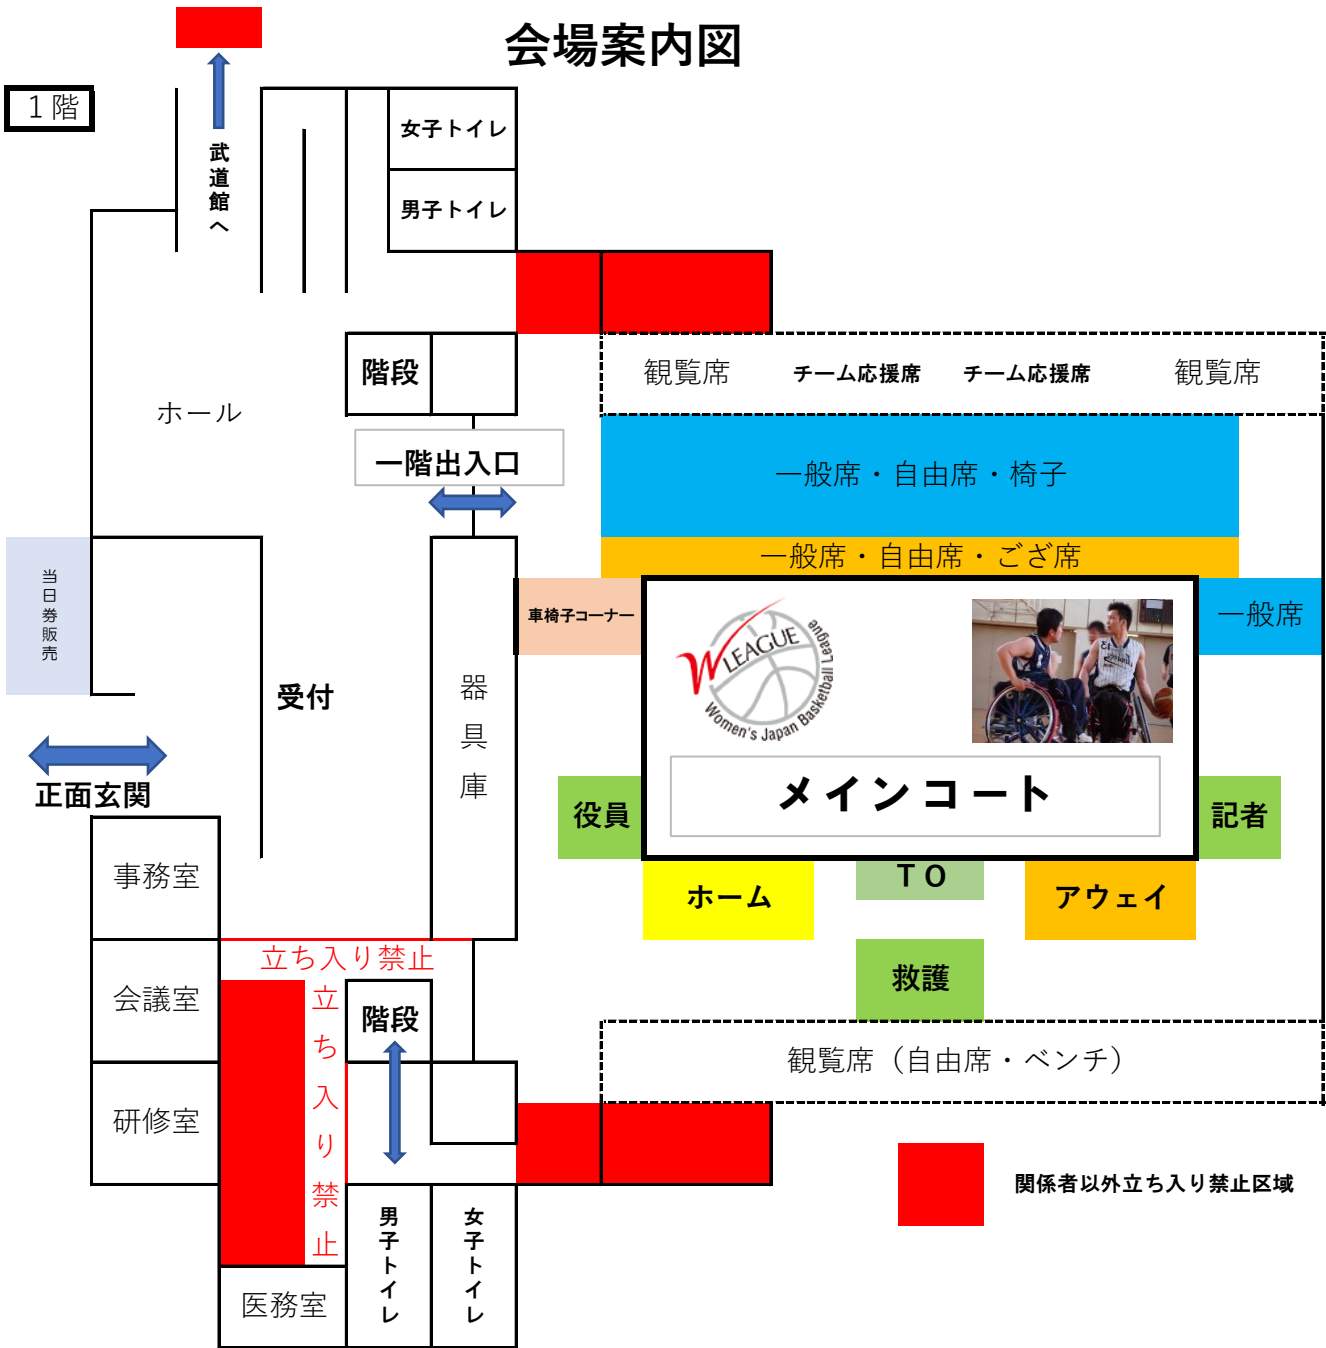 会場案内図
１階
武道館へ
女子トイレ
男子トイレ
階段
観覧席
チーム応援席
チーム応援席
観覧席
ホール
一階出入口
一般席・自由席・椅子
一般席・自由席・ござ席
当日券販売
車椅子コーナー
一般席
W LEAGUE
Women's Japan Basketball League
受付
器具庫
メインコート
正面玄関
役員
記者
事務室
ホーム
ＴＯ
アウェイ
立ち入り禁止
救護
会議室
立ち入り禁止
階段
観覧席（自由席・ベンチ）
研修室
関係者以外立ち入り禁止区域
男子トイレ
女子トイレ
医務室